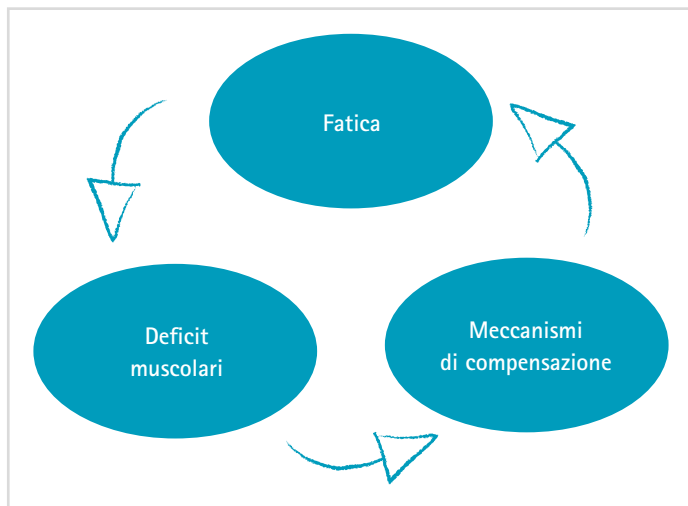 Fatica
Deficit
muscolari
Meccanismi
di compensazione